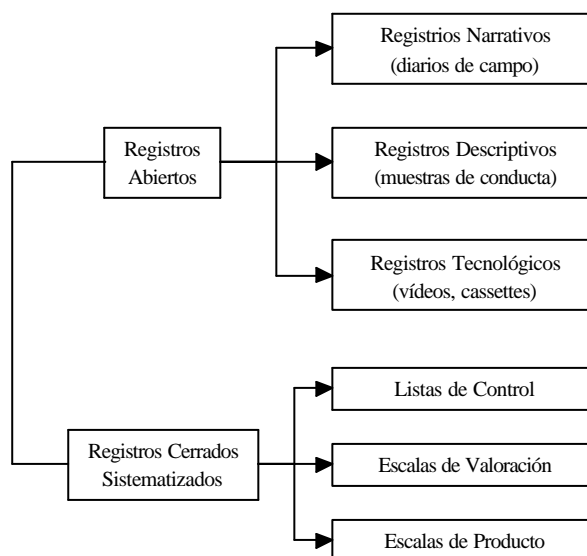 Registrios Narrativos
(diarios de campo)
Registros
Abiertos
Registros Descriptivos
(muestras de conducta)
Registros Tecnológicos
(vídeos, cassettes)
Listas de Control
Registros Cerrados
Sistematizados
Escalas de Valoración
Escalas de Producto